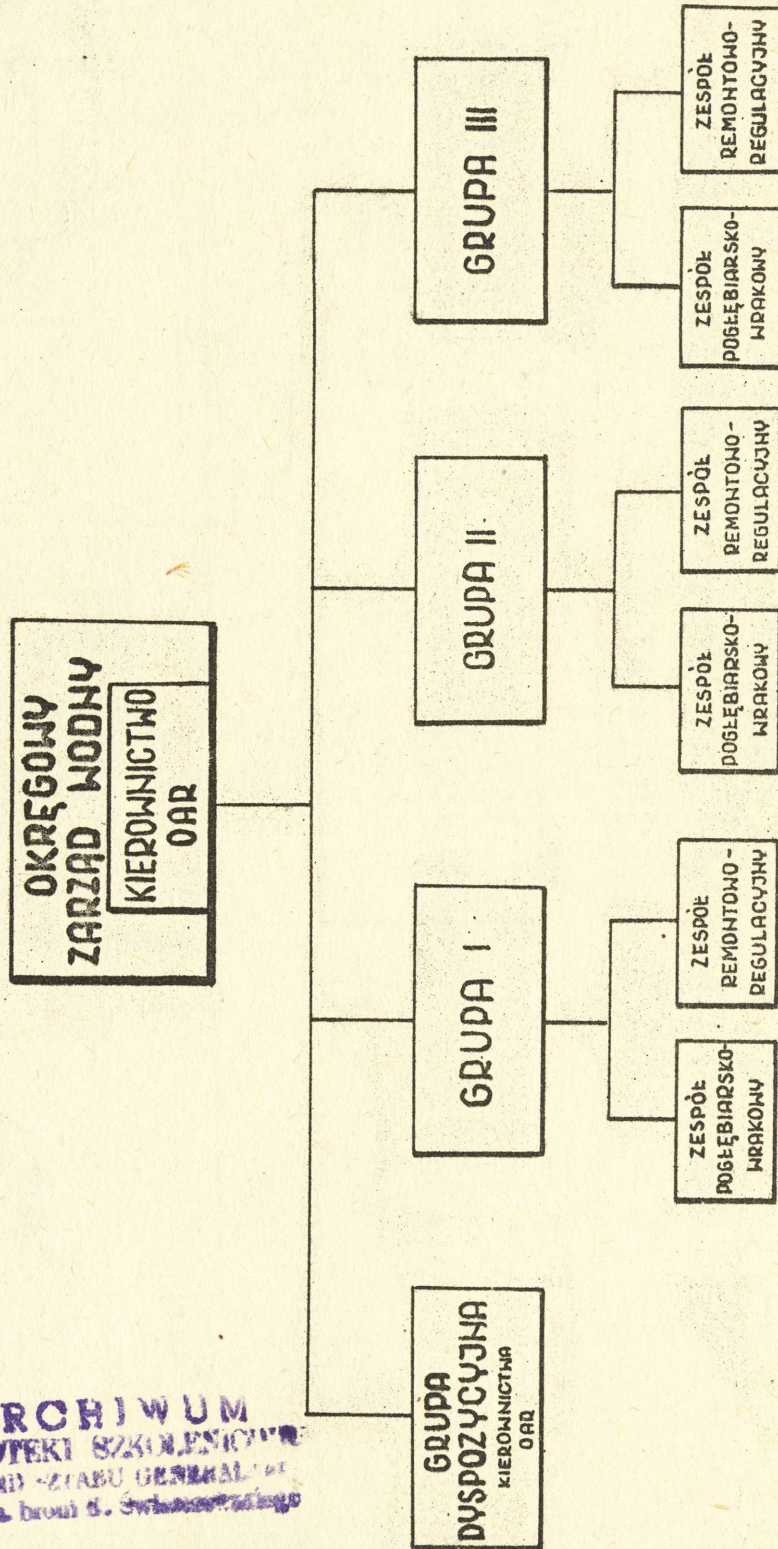 OKRĘGOWY
ZARZĄD WODNY
KIEROWNICTWO
OAR
GRUPA
DYSPOZYCYJNA
KIEROWNICTWA
OAR
GRUPA I
GRUPA II
GRUPA III
ZESPÓŁ
POGŁĘBIARSKO-
WRAKOWY
ZESPÓŁ
REMONTOWO-
REGULACYJNY
ZESPÓŁ
POGŁĘBIARSKO-
WRAKOWY
ZESPÓŁ
REMONTOWO-
REGULACYJNY
ZESPÓŁ
POGŁĘBIARSKO-
WRAKOWY
ZESPÓŁ
REMONTOWO-
REGULACYJNY
RCHIWUM